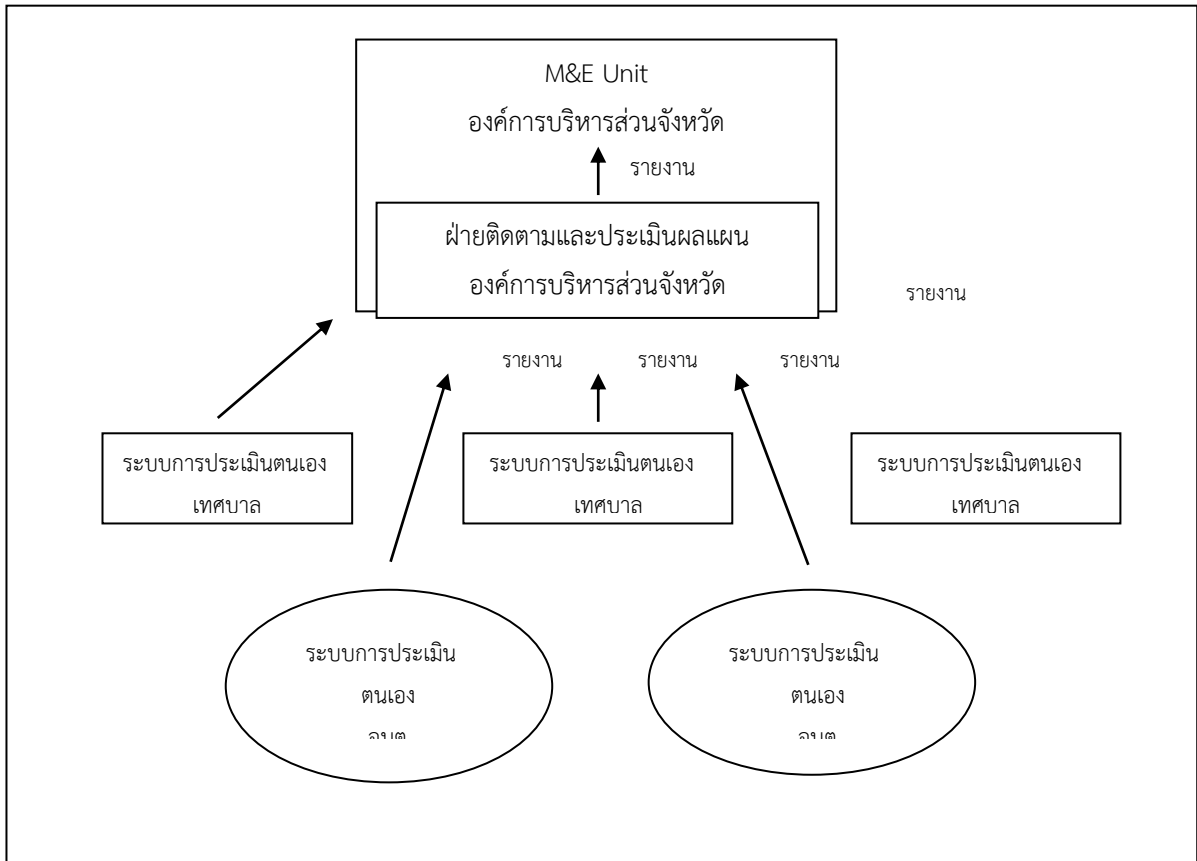 M&E Unit
องค์การบริหารส่วนจังหวัด
รายงาน
ฝ่ายติดตามและประเมินผลแผน
องค์การบริหารส่วนจังหวัด
รายงาน
รายงาน รายงาน รายงาน
ระบบการประเมินตนเอง
เทศบาล
ระบบการประเมินตนเอง
เทศบาล
ระบบการประเมินตนเอง
เทศบาล
ระบบการประเมิน
ตนเอง
ระบบการประเมิน
ตนเอง